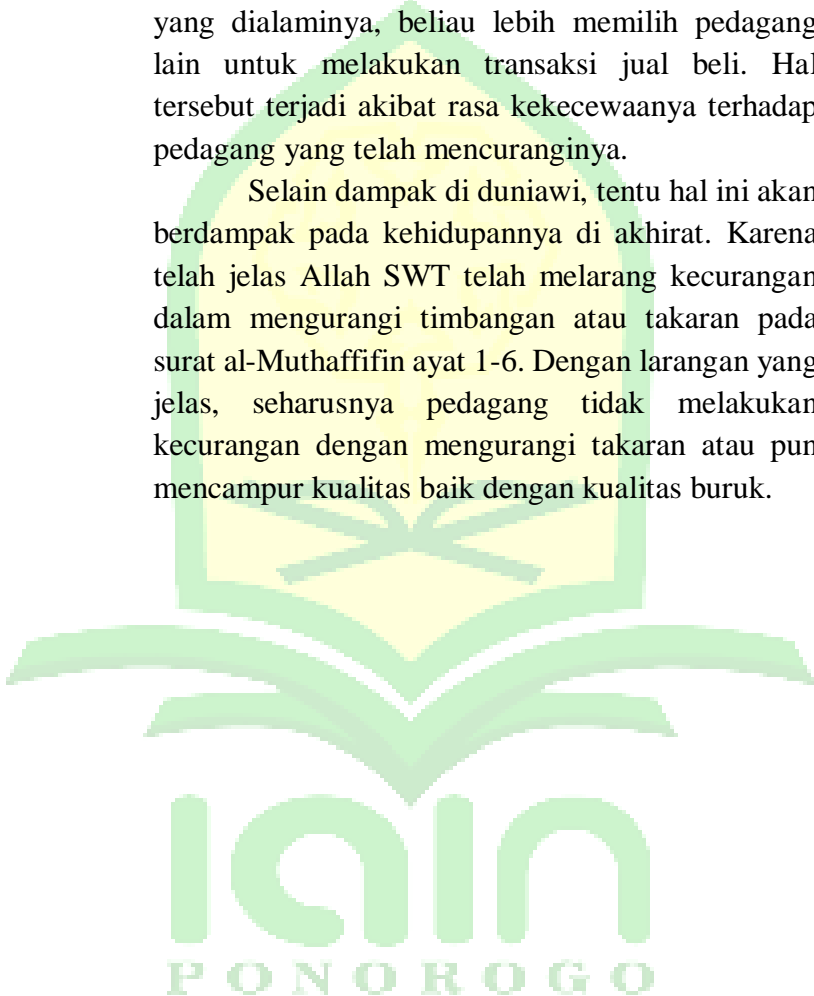 yang dialaminya, beliau lebih memilih pedagang
lain untuk melakukan transaksi jual beli. Hal
tersebut terjadi akibat rasa kekecewaanya terhadap
pedagang yang telah mencuranginya.
Selain dampak di duniawi, tentu hal ini akan
berdampak pada kehidupannya di akhirat. Karena
telah jelas Allah SWT telah melarang kecurangan
dalam mengurangi timbangan atau takaran pada
surat al-Muthaffifin ayat 1-6. Dengan larangan yang
jelas, seharusnya pedagang tidak melakukan
kecurangan dengan mengurangi takaran atau pun
mencampur kualitas baik dengan kualitas buruk.
IAIN
PONOROGO